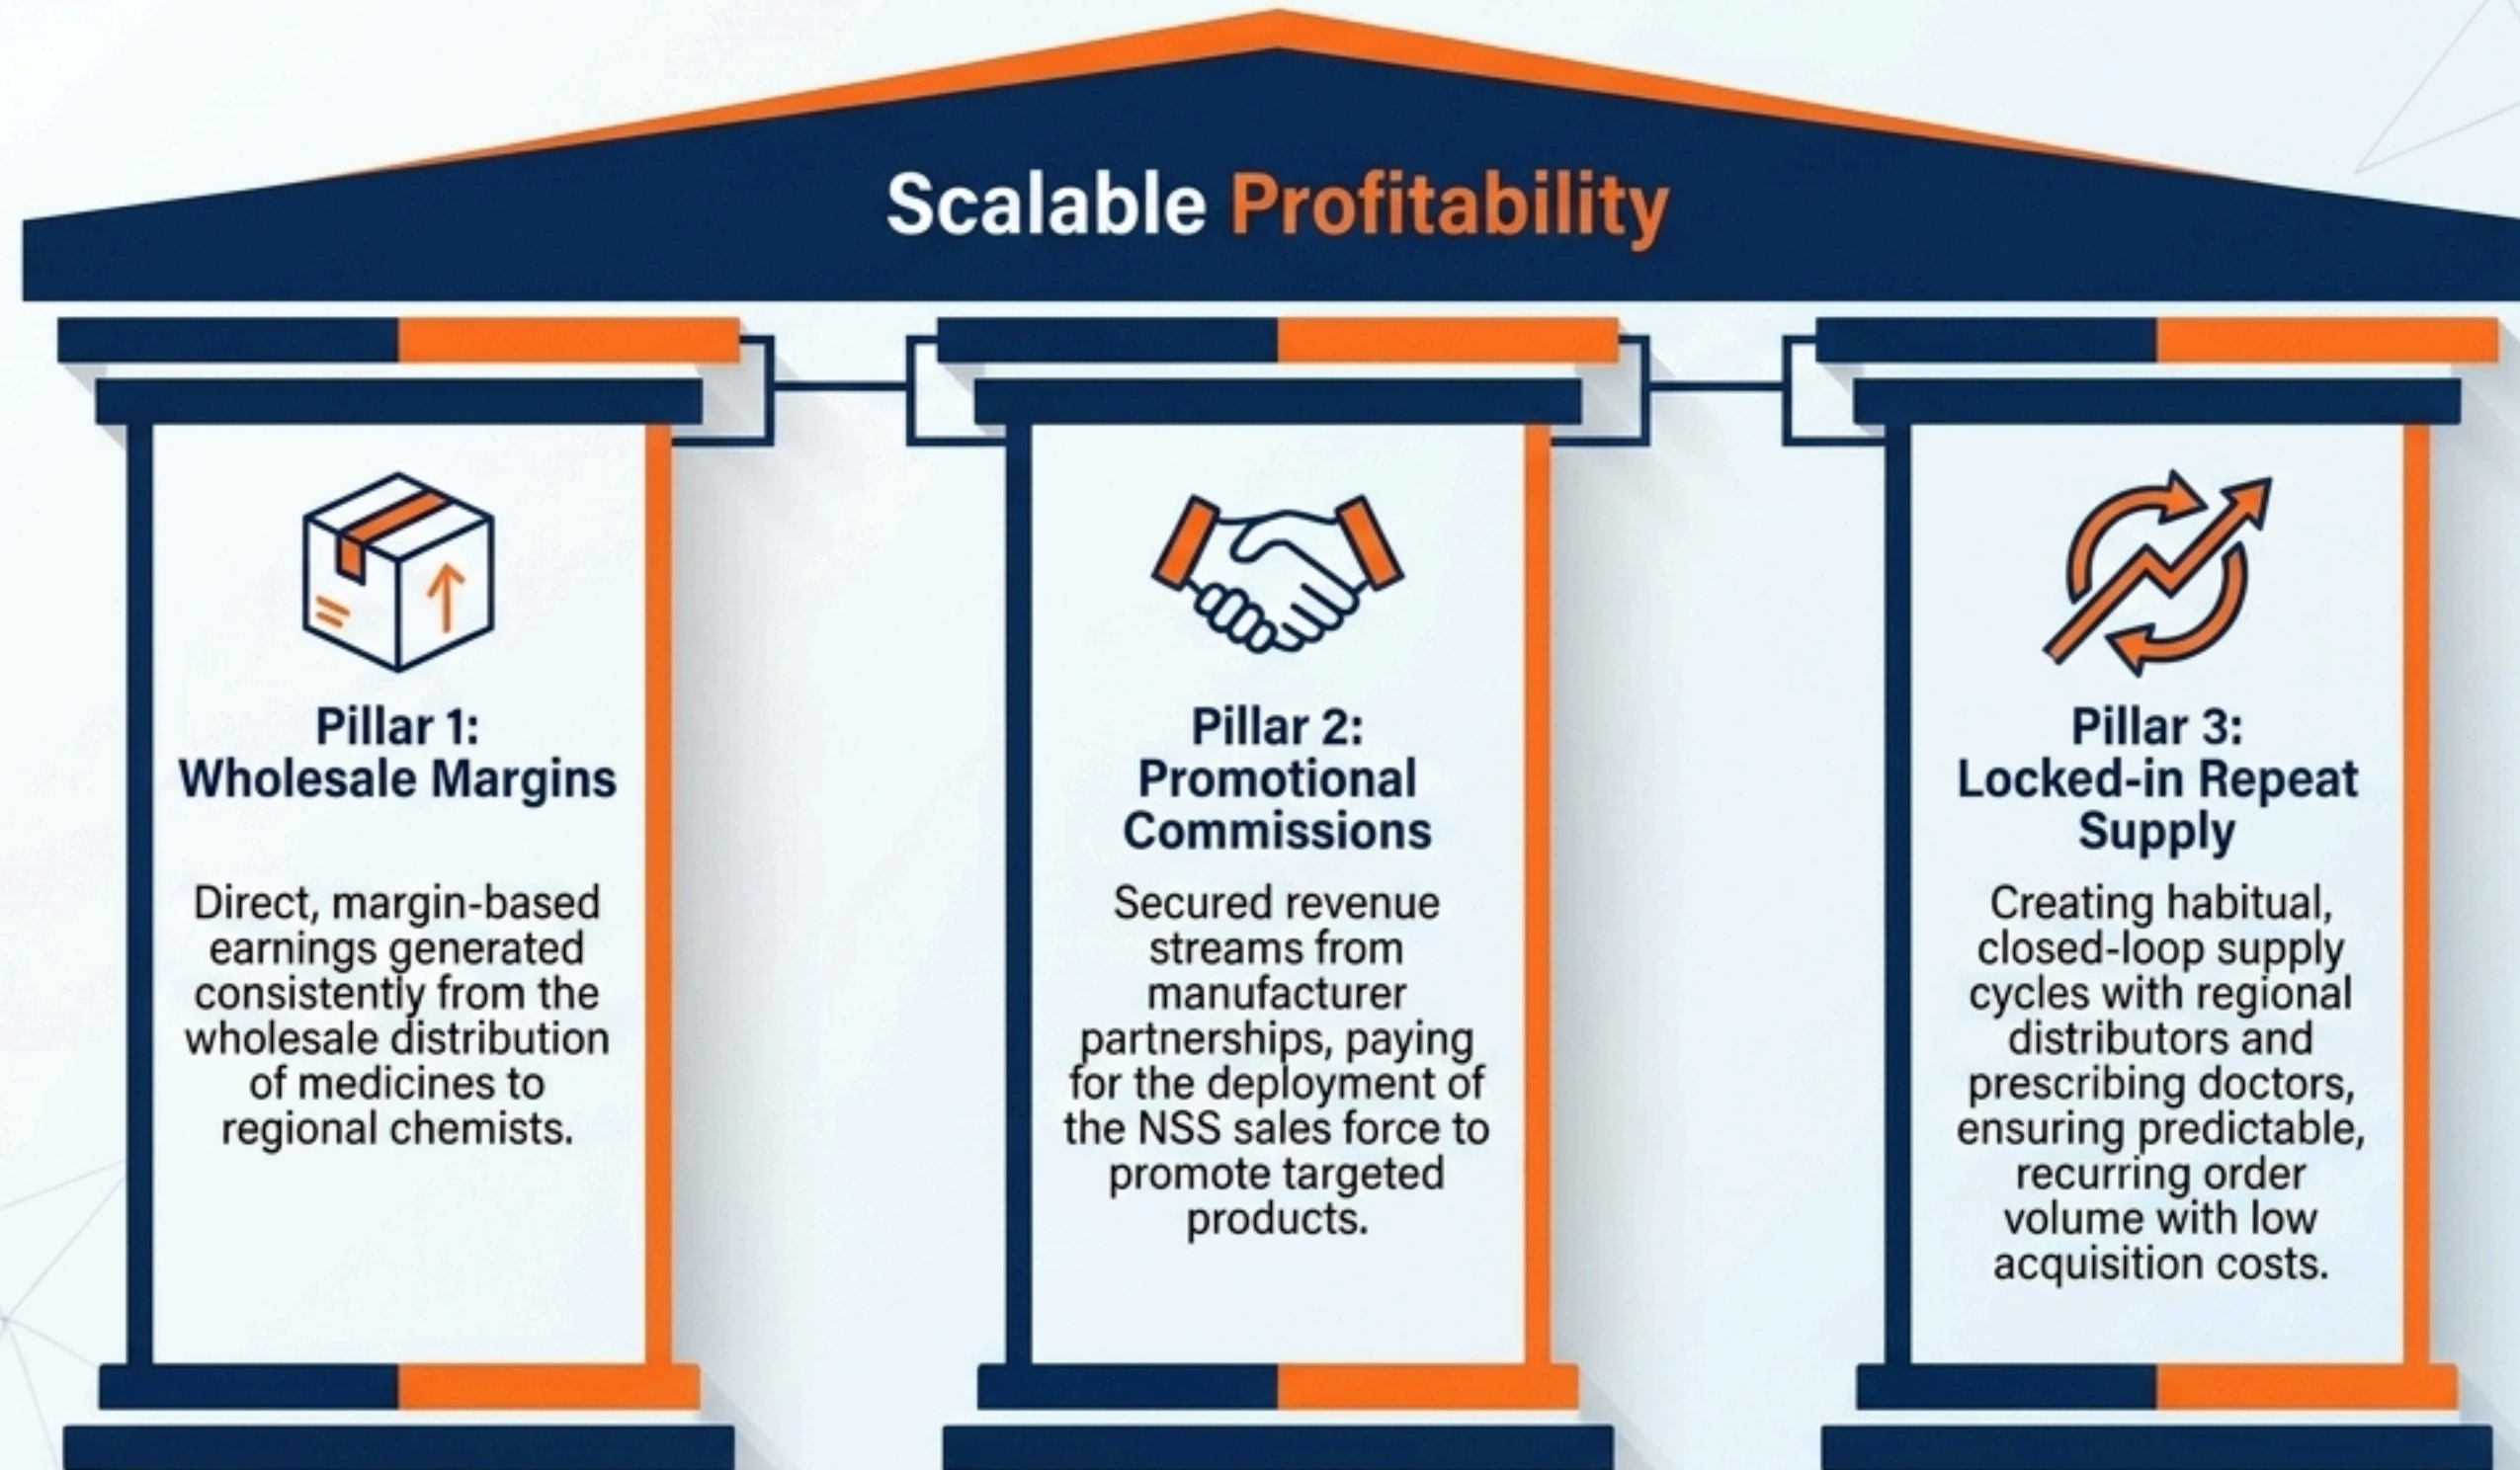 Scalable Profitability
Pillar 1:
Wholesale Margins
Direct, margin-based
earnings generated
consistently from the
wholesale distribution
of medicines to
regional chemists.
Pillar 2:
Promotional
Commissions
Secured revenue
streams from
manufacturer
partnerships, paying
for the deployment of
the NSS sales force to
promote targeted
products.
Pillar 3:
Locked-in Repeat
Supply
Creating habitual,
closed-loop supply
cycles with regional
distributors and
prescribing doctors,
ensuring predictable,
recurring order
volume with low
acquisition costs.